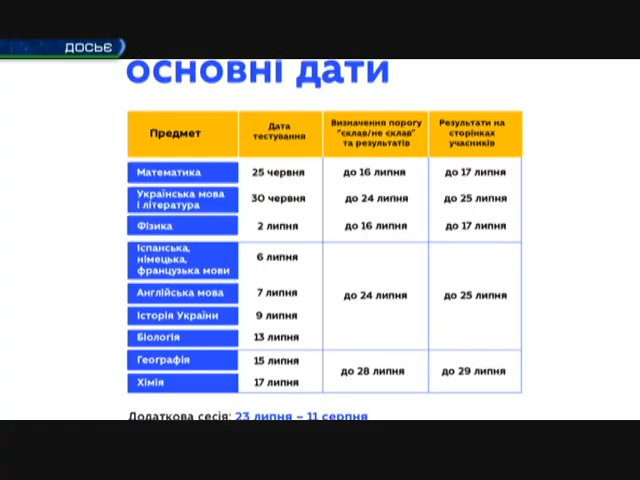 ДОСЬЄ
основні дати
Предмет
Дата
тестування
Визначення порогу
"склав/не склав"
та результатів
Результати на
сторінках
учасників
Математика 25 червня до 16 липня до 17 липня
Українська мова
і література
30 червня до 24 липня до 25 липня
Фізика 2 липня до 16 липня до 17 липня
Іспанська,
німецька,
французька мови
6 липня
Англійська мова 7 липня до 24 липня до 25 липня
Історія України 9 липня
Біологія 13 липня
Географія 15 липня
до 28 липня до 29 липня
Хімія 17 липня
Додаткова сесія: 23 липня – 11 серпня